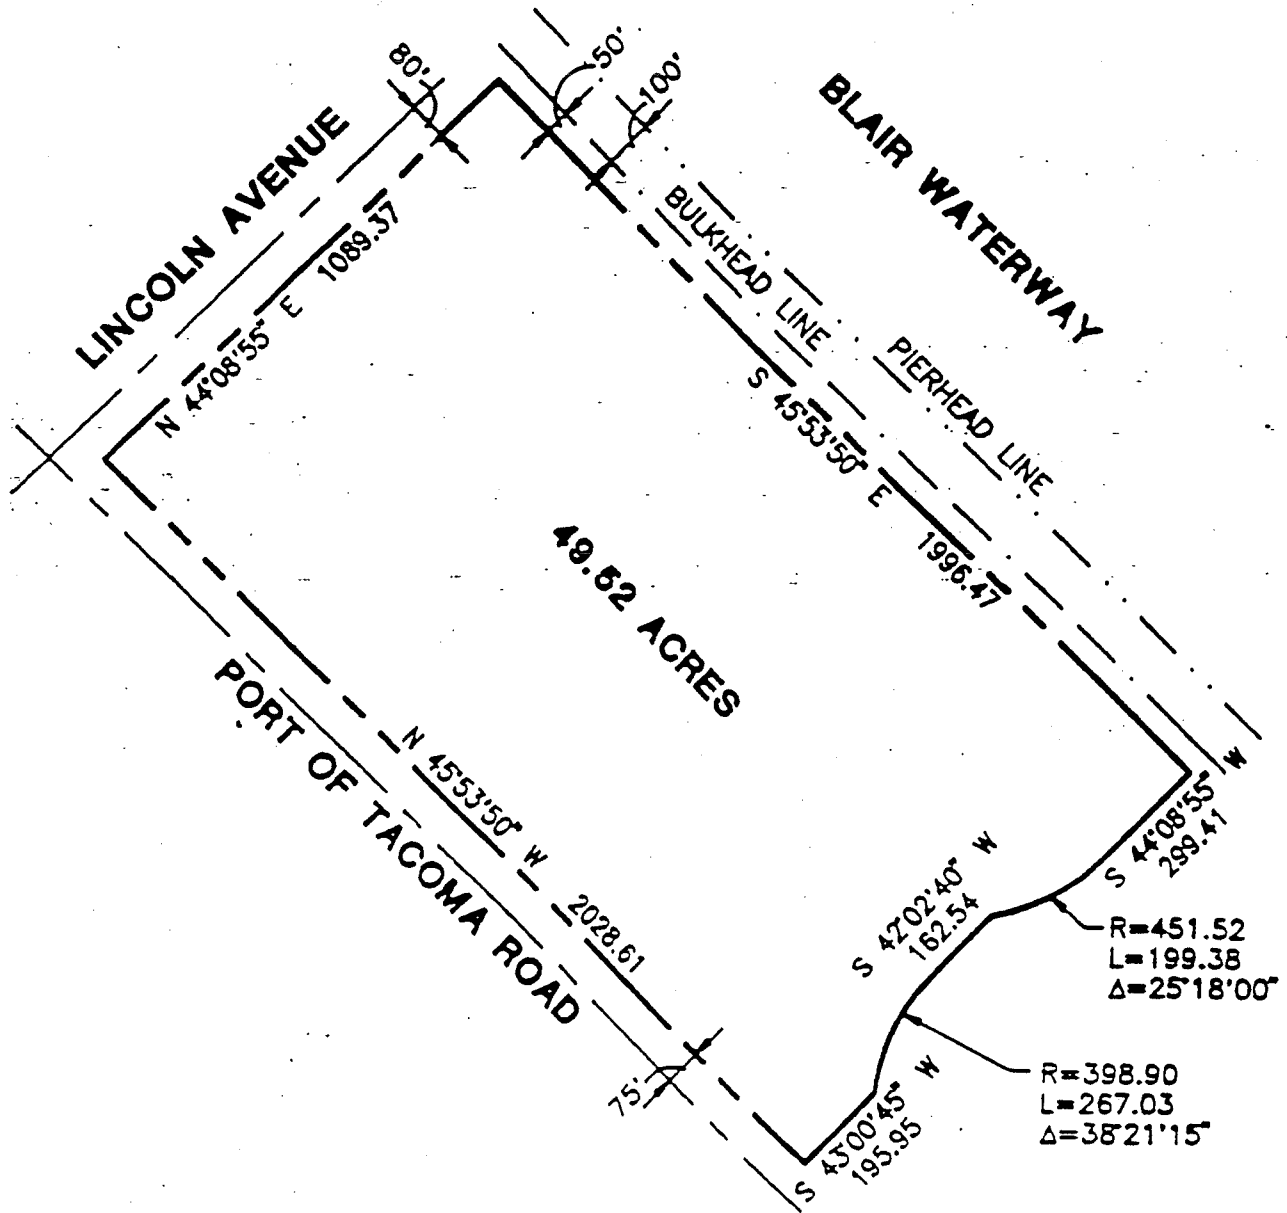 80'
50'
100'
BLAIR WATERWAY
LINCOLN AVENUE
N 44°08'55" E 1089.37
BULKHEAD LINE
PIERHEAD LINE
S 45°53'50" E 1996.47
49.52 ACRES
PORT OF TACOMA ROAD
N 45°53'50" W 2028.61
75'
S 44°08'55" W
299.41
R=451.52
L=199.38
Δ=25°18'00"
S 42°02'40" W
162.54
R=398.90
L=267.03
Δ=38°21'15"
S 43°00'45" W
195.95